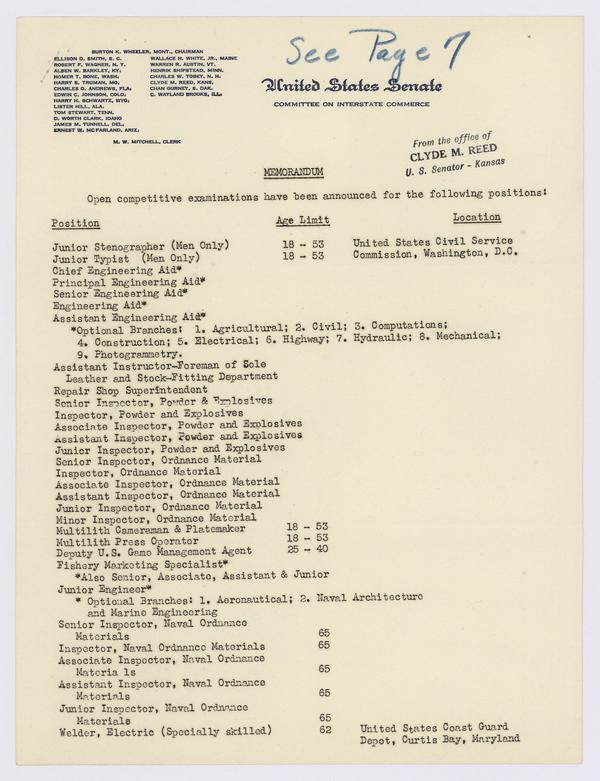 See Page 7
BURTON K. WHEELER, MONT., CHAIRMAN
ELLISON D. SMITH, S. C. WALLACE H. WHITE, JR., MAINE
ROBERT F. WAGNER, N. Y. WARREN R. AUSTIN, VT.
ALBEN W. BARKLEY, KY. HENRIK SHIPSTEAD, MINN.
HOMER T. BONE, WASH. CHARLES W. TOBEY, N. H.
HARRY S. TRUMAN, MO. CLYDE M. REED, KANS.
CHARLES O. ANDREWS, FLA. CHAN GURNEY, S. DAK.
EDWIN C. JOHNSON, COLO. C. WAYLAND BROOKS, ILL.
HARRY H. SCHWARTZ, WYO.
LISTER HILL, ALA.
TOM STEWART, TENN.
D. WORTH CLARK, IDAHO
JAMES M. TUNNELL, DEL.
ERNEST W. McFARLAND, ARIZ.
M. W. MITCHELL, CLERK
United States Senate
COMMITTEE ON INTERSTATE COMMERCE
From the office of
CLYDE M. REED
U. S. Senator - Kansas
MEMORANDUM
Open competitive examinations have been announced for the following positions:
Position Age Limit Location
Junior Stenographer (Men Only) 18 - 53 United States Civil Service
Junior Typist (Men Only) 18 - 53 Commission, Washington, D.C.
Chief Engineering Aid*
Principal Engineering Aid*
Senior Engineering Aid*
Engineering Aid*
Assistant Engineering Aid*
*Optional Branches: 1. Agricultural; 2. Civil; 3. Computations;
4. Construction; 5. Electrical; 6. Highway; 7. Hydraulic; 8. Mechanical;
9. Photogrammetry.
Assistant Instructor-Foreman of Sole
Leather and Stock-Fitting Department
Repair Shop Superintendent
Senior Inspector, Powder & Explosives
Inspector, Powder and Explosives
Associate Inspector, Powder and Explosives
Assistant Inspector, Powder and Explosives
Junior Inspector, Powder and Explosives
Senior Inspector, Ordnance Material
Inspector, Ordnance Material
Associate Inspector, Ordnance Material
Assistant Inspector, Ordnance Material
Junior Inspector, Ordnance Material
Minor Inspector, Ordnance Material
Multilith Cameraman & Platemaker 18 - 53
Multilith Press Operator 18 - 53
Deputy U.S. Game Management Agent 25 - 40
Fishery Marketing Specialist*
*Also Senior, Associate, Assistant & Junior
Junior Engineer*
* Optional Branches: 1. Aeronautical; 2. Naval Architecture
and Marine Engineering
Senior Inspector, Naval Ordnance
Materials 65
Inspector, Naval Ordnance Materials 65
Associate Inspector, Naval Ordnance
Materia ls 65
Assistant Inspector, Naval Ordnance
Materials 65
Junior Inspector, Naval Ordnance
Materials 65
Welder, Electric (Specially skilled) 62 United States Coast Guard
Depot, Curtis Bay, Maryland